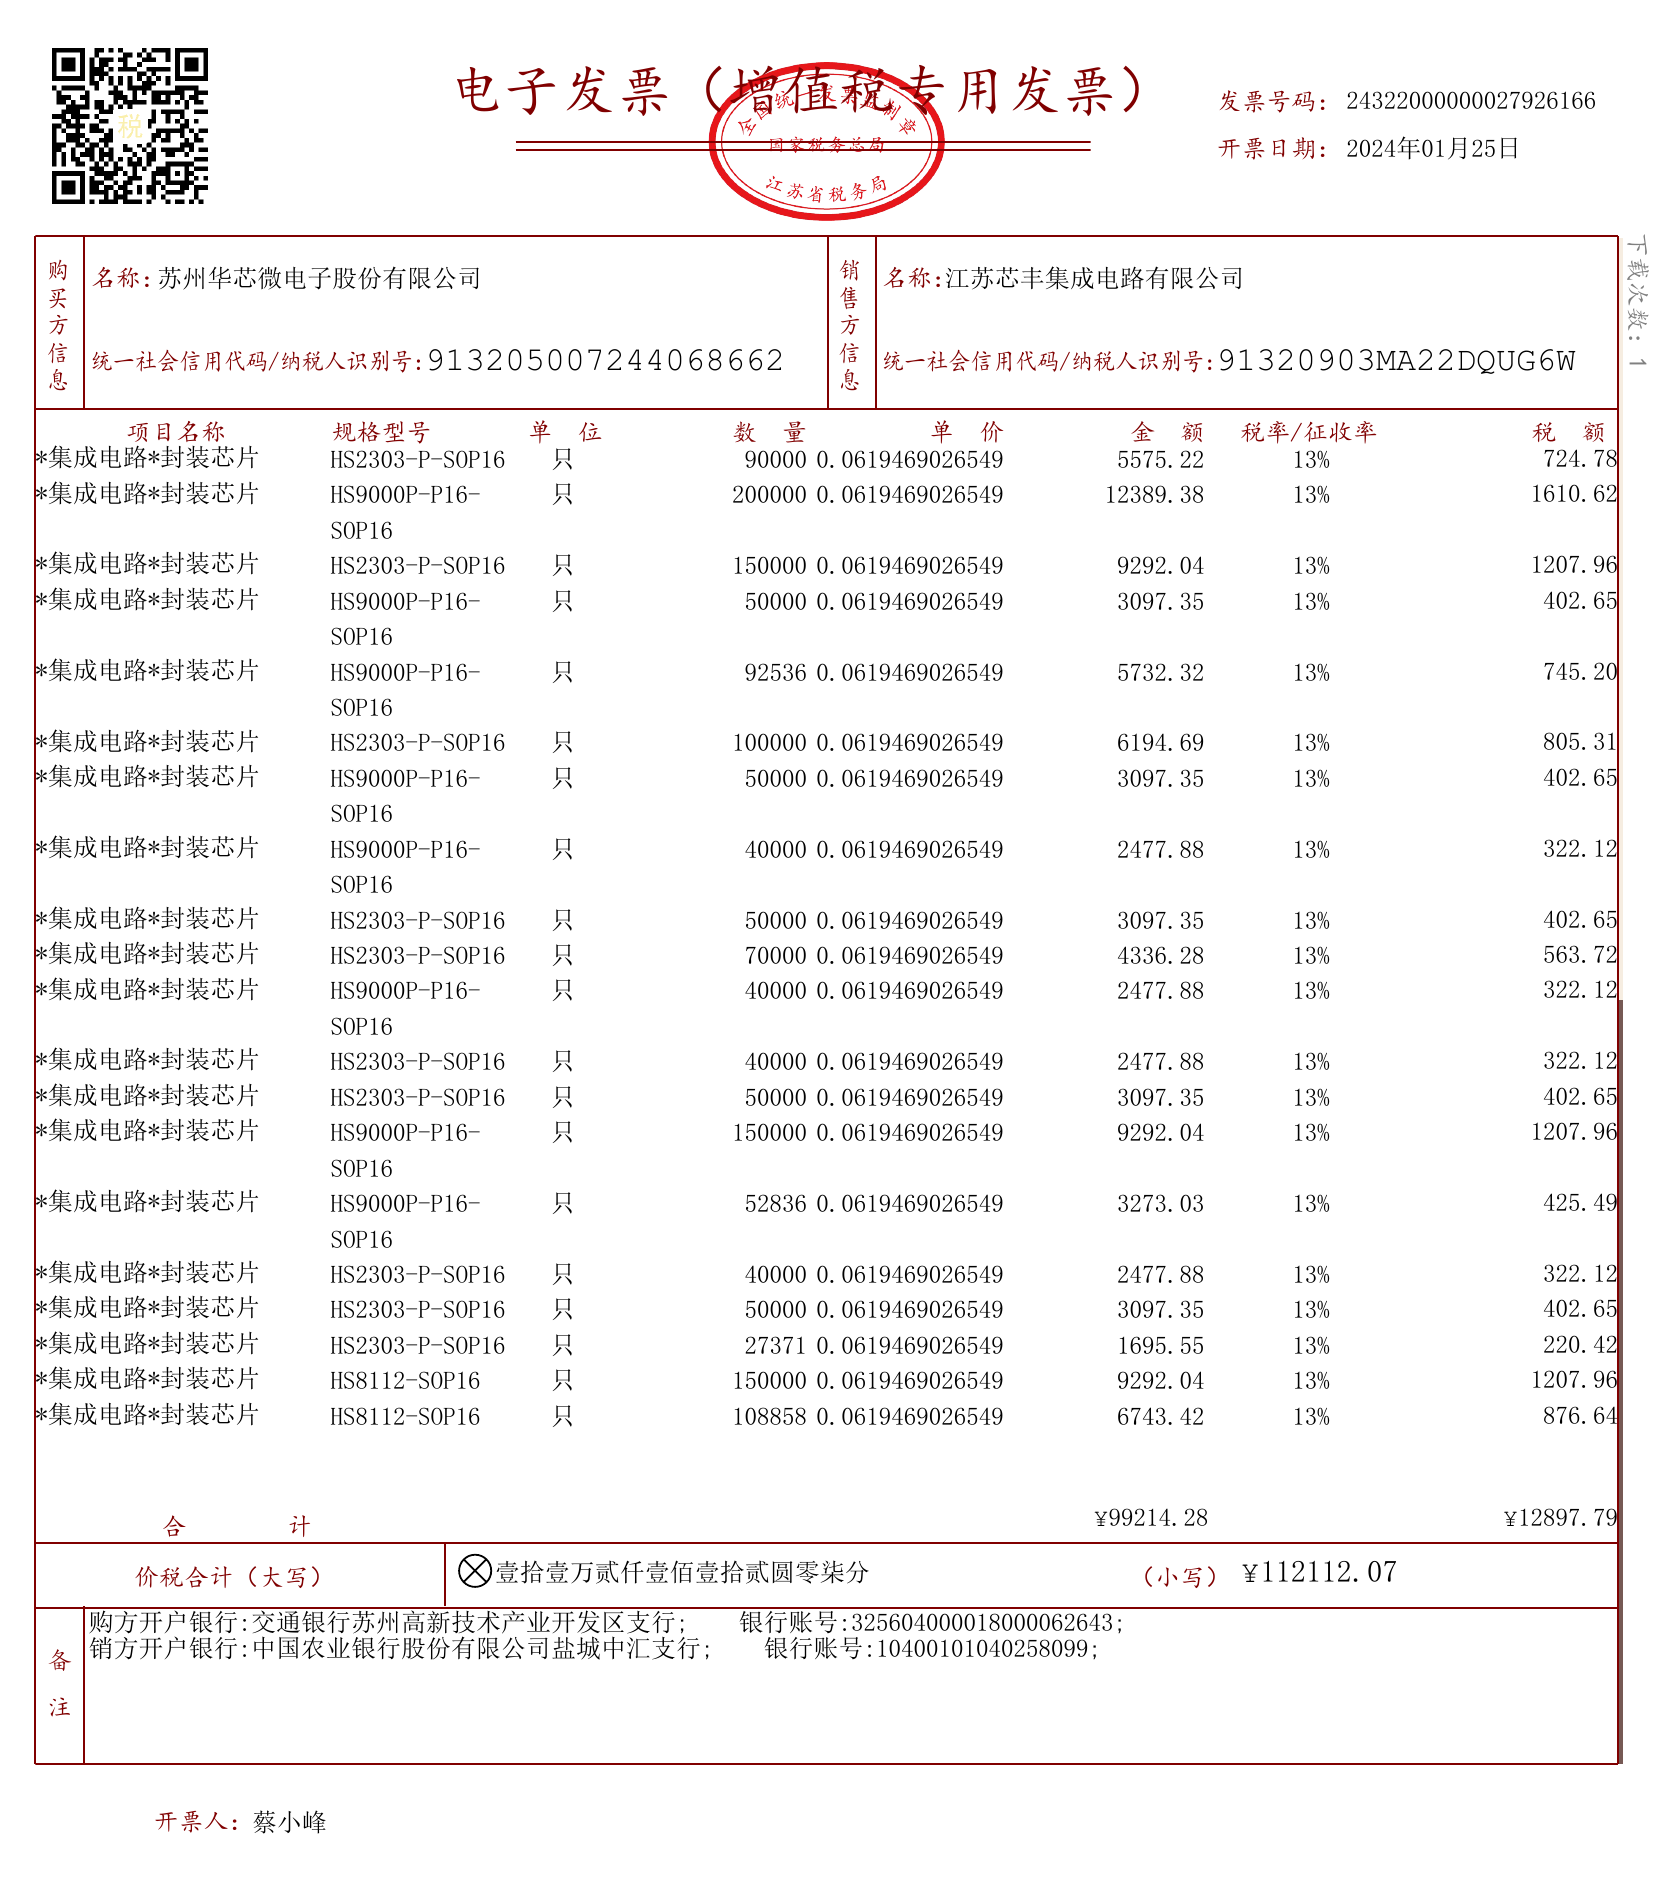 电子发票（增值税专用发票）
税
全国统一发票监制章
国家税务总局
江苏省税务局
发票号码：24322000000027926166
开票日期：2024年01月25日
下载次数：1
购买方信息
名称：苏州华芯微电子股份有限公司
统一社会信用代码/纳税人识别号：913205007244068662
销售方信息
名称：江苏芯丰集成电路有限公司
统一社会信用代码/纳税人识别号：91320903MA22DQUG6W
项目名称 规格型号 单 位 数 量 单 价 金 额 税率/征收率 税 额
*集成电路*封装芯片 HS2303-P-SOP16 只 90000 0.0619469026549 5575.22 13% 724.78
*集成电路*封装芯片 HS9000P-P16- 只 200000 0.0619469026549 12389.38 13% 1610.62
SOP16
*集成电路*封装芯片 HS2303-P-SOP16 只 150000 0.0619469026549 9292.04 13% 1207.96
*集成电路*封装芯片 HS9000P-P16- 只 50000 0.0619469026549 3097.35 13% 402.65
SOP16
*集成电路*封装芯片 HS9000P-P16- 只 92536 0.0619469026549 5732.32 13% 745.20
SOP16
*集成电路*封装芯片 HS2303-P-SOP16 只 100000 0.0619469026549 6194.69 13% 805.31
*集成电路*封装芯片 HS9000P-P16- 只 50000 0.0619469026549 3097.35 13% 402.65
SOP16
*集成电路*封装芯片 HS9000P-P16- 只 40000 0.0619469026549 2477.88 13% 322.12
SOP16
*集成电路*封装芯片 HS2303-P-SOP16 只 50000 0.0619469026549 3097.35 13% 402.65
*集成电路*封装芯片 HS2303-P-SOP16 只 70000 0.0619469026549 4336.28 13% 563.72
*集成电路*封装芯片 HS9000P-P16- 只 40000 0.0619469026549 2477.88 13% 322.12
SOP16
*集成电路*封装芯片 HS2303-P-SOP16 只 40000 0.0619469026549 2477.88 13% 322.12
*集成电路*封装芯片 HS2303-P-SOP16 只 50000 0.0619469026549 3097.35 13% 402.65
*集成电路*封装芯片 HS9000P-P16- 只 150000 0.0619469026549 9292.04 13% 1207.96
SOP16
*集成电路*封装芯片 HS9000P-P16- 只 52836 0.0619469026549 3273.03 13% 425.49
SOP16
*集成电路*封装芯片 HS2303-P-SOP16 只 40000 0.0619469026549 2477.88 13% 322.12
*集成电路*封装芯片 HS2303-P-SOP16 只 50000 0.0619469026549 3097.35 13% 402.65
*集成电路*封装芯片 HS2303-P-SOP16 只 27371 0.0619469026549 1695.55 13% 220.42
*集成电路*封装芯片 HS8112-SOP16 只 150000 0.0619469026549 9292.04 13% 1207.96
*集成电路*封装芯片 HS8112-SOP16 只 108858 0.0619469026549 6743.42 13% 876.64
合 计 ¥99214.28 ¥12897.79
价税合计（大写） 壹拾壹万贰仟壹佰壹拾贰圆零柒分 （小写）¥112112.07
备注
购方开户银行:交通银行苏州高新技术产业开发区支行; 银行账号:325604000018000062643;
销方开户银行:中国农业银行股份有限公司盐城中汇支行; 银行账号:10400101040258099;
开票人：蔡小峰